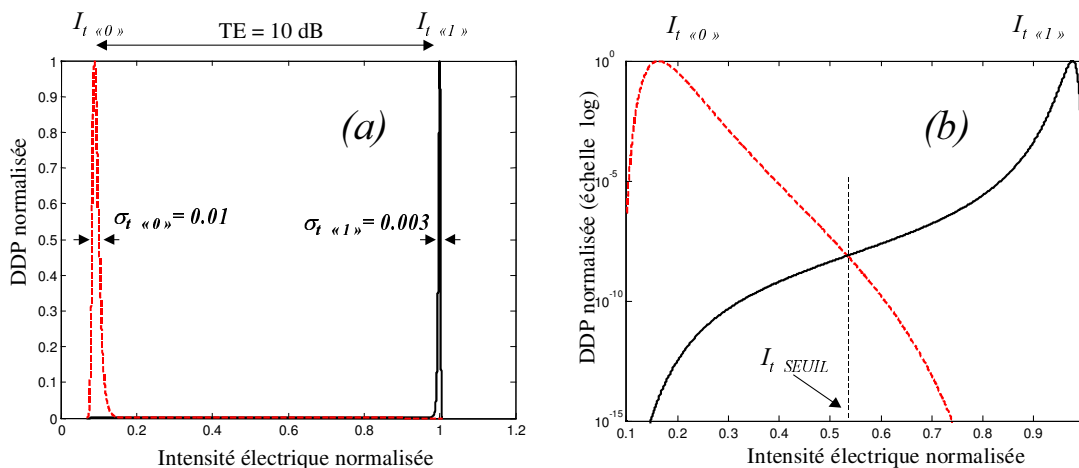 I_t «0»
TE = 10 dB
I_t «1»
DDP normalisée
1
0.9
0.8
0.7
0.6
0.5
0.4
0.3
0.2
0.1
0
(a)
σ_t «0» = 0.01
σ_t «1» = 0.003
0
0.2
0.4
0.6
0.8
1
1.2
Intensité électrique normalisée
I_t «0»
I_t «1»
DDP normalisée (échelle log)
10^0
10^-5
10^-10
10^-15
(b)
I_t SEUIL
0.1
0.2
0.3
0.4
0.5
0.6
0.7
0.8
0.9
Intensité électrique normalisée